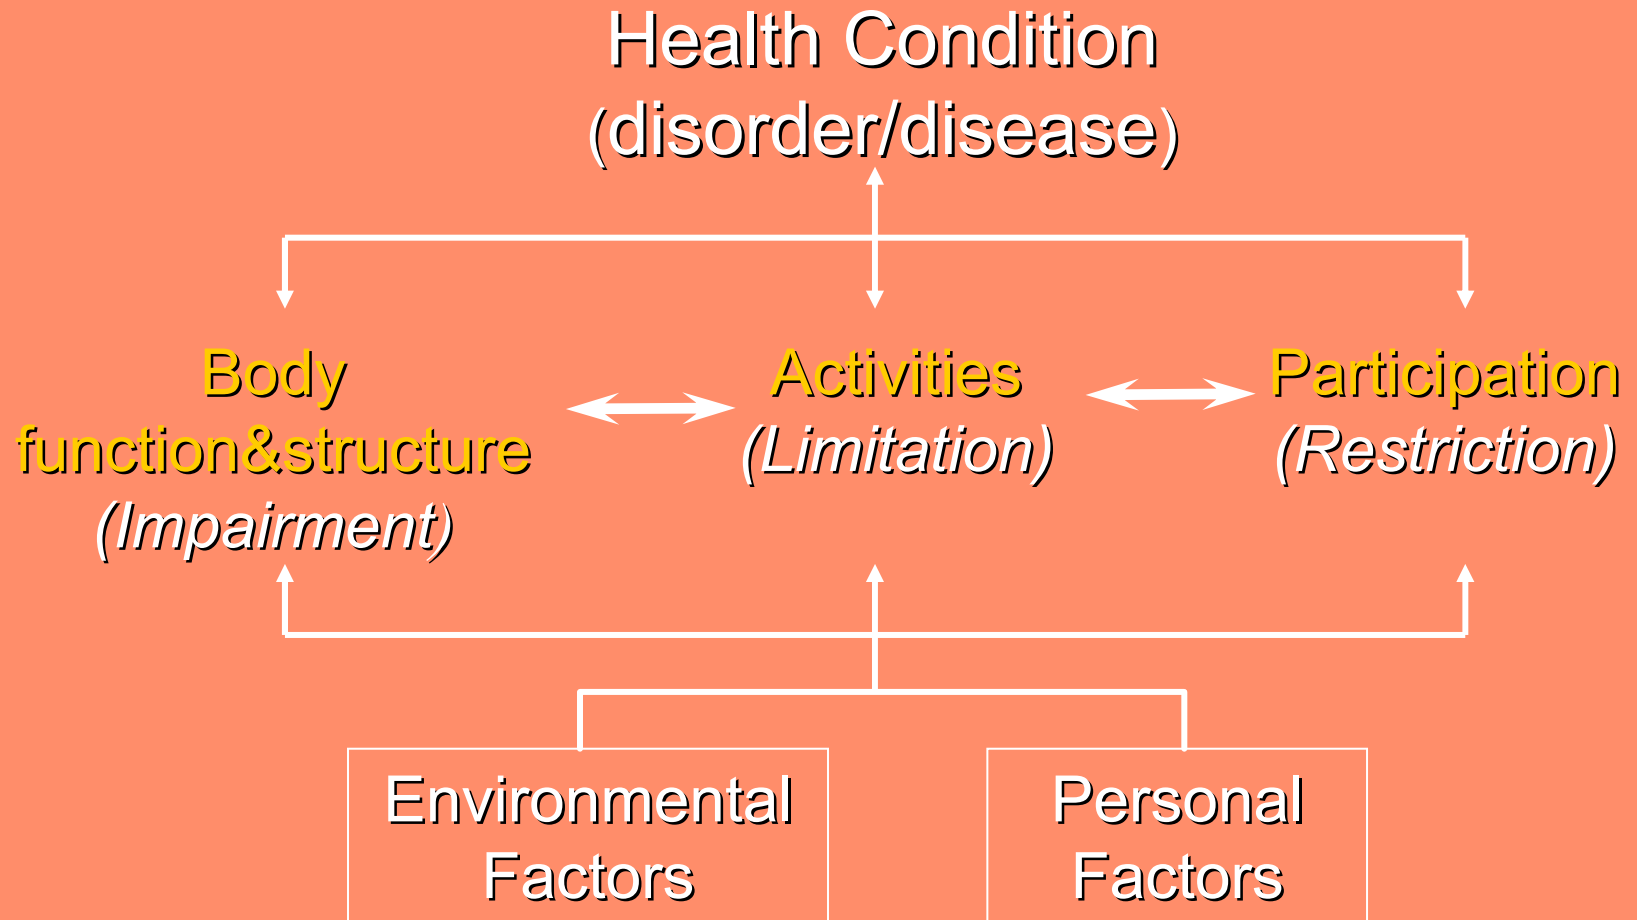 Health Condition
(disorder/disease)
Body
function&structure
(Impairment)
Activities
(Limitation)
Participation
(Restriction)
Environmental
Factors
Personal
Factors